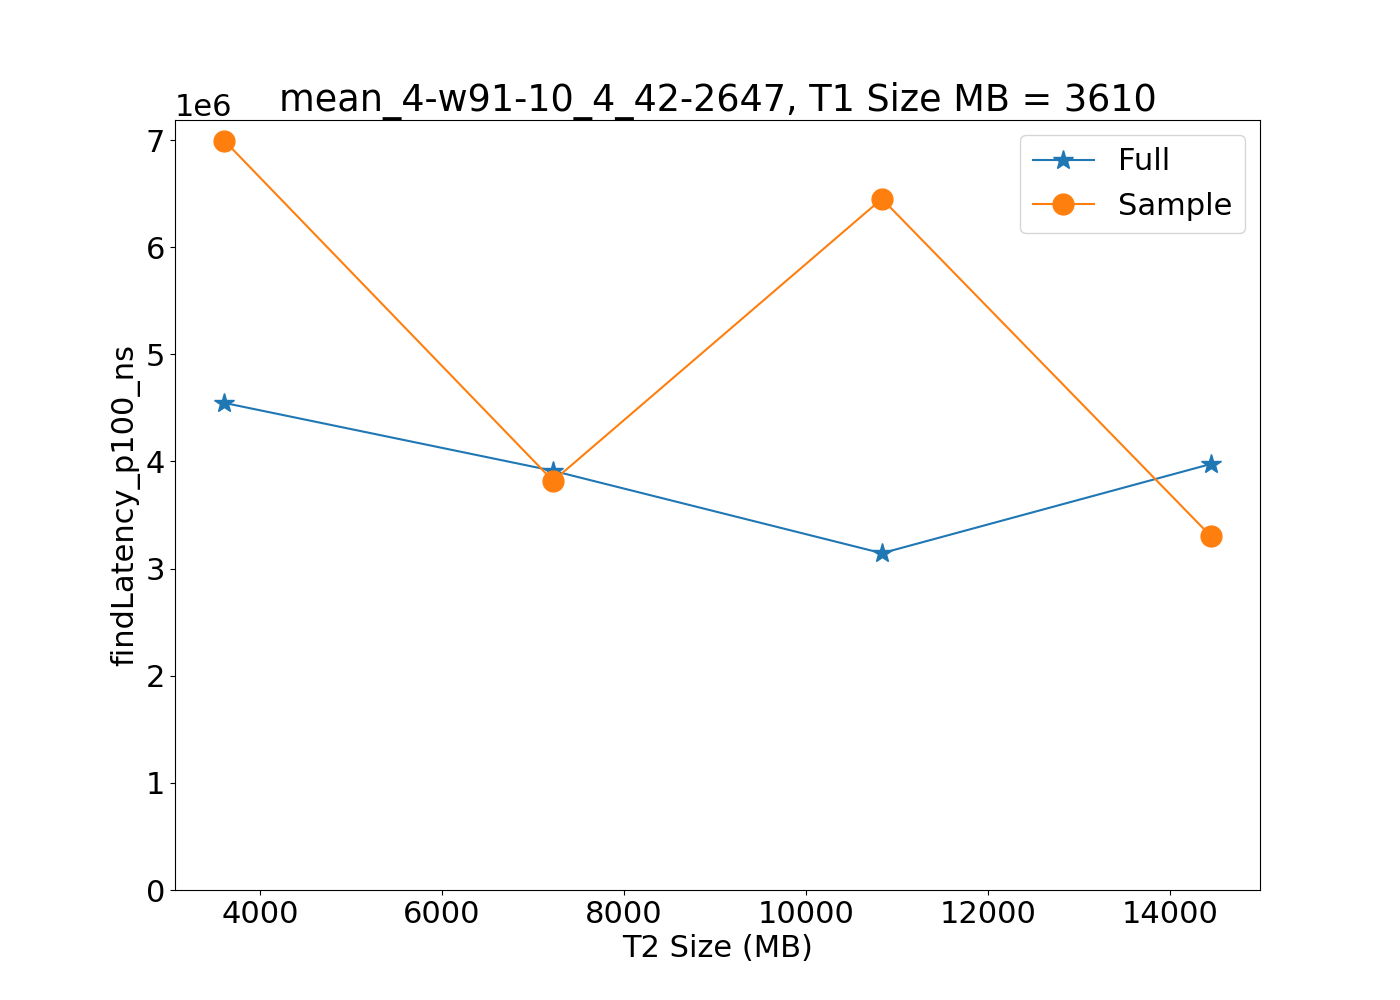 mean_4-w91-10_4_42-2647, T1 Size MB = 3610
1e6
Full
Sample
7
6
5
4
3
2
1
0
findLatency_p100_ns
4000 6000 8000 10000 12000 14000
T2 Size (MB)